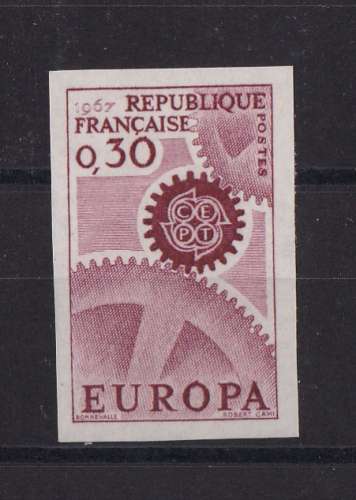 1967 REPUBLIQUE
FRANÇAISE
POSTES
0,30
CEPT
EUROPA
BONNEVALLE ROBERT CAMI